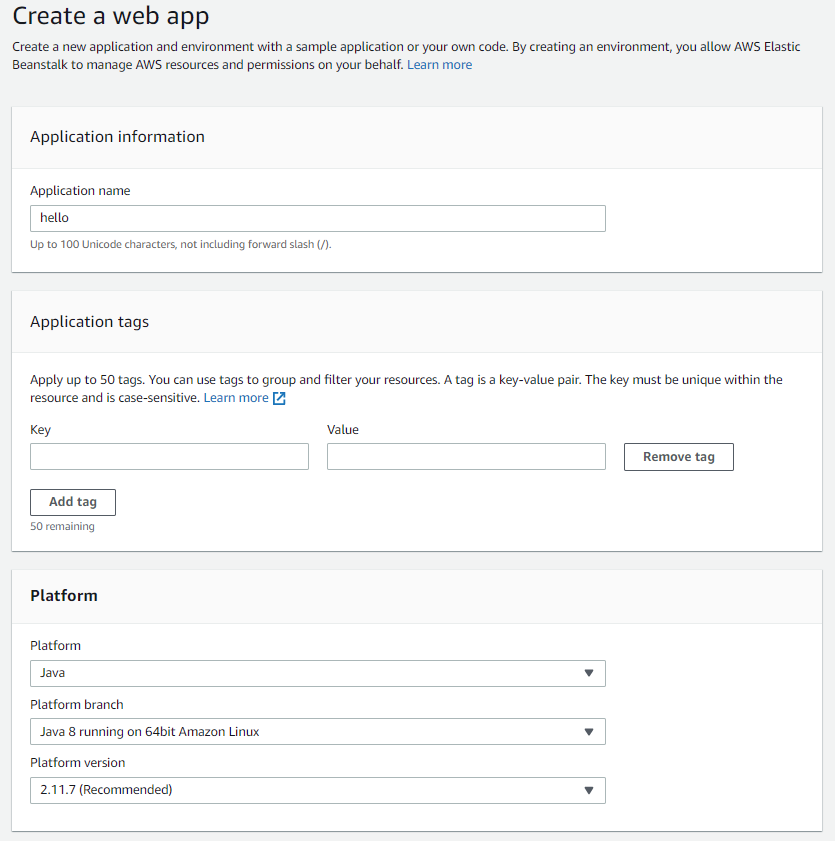 Create a web app
Create a new application and environment with a sample application or your own code. By creating an environment, you allow AWS Elastic
Beanstalk to manage AWS resources and permissions on your behalf. Learn more
Application information
Application name
hello
Up to 100 Unicode characters, not including forward slash (/).
Application tags
Apply up to 50 tags. You can use tags to group and filter your resources. A tag is a key-value pair. The key must be unique within the
resource and is case-sensitive. Learn more
Key Value
Remove tag
Add tag
50 remaining
Platform
Platform
Java
Platform branch
Java 8 running on 64bit Amazon Linux
Platform version
2.11.7 (Recommended)